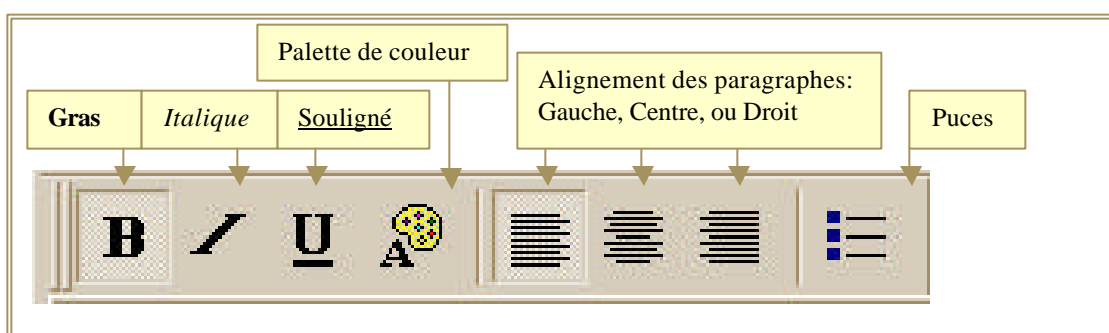 Palette de couleur
Alignement des paragraphes:
Gauche, Centre, ou Droit
Gras
Italique
Souligné
Puces
B
I
U
A